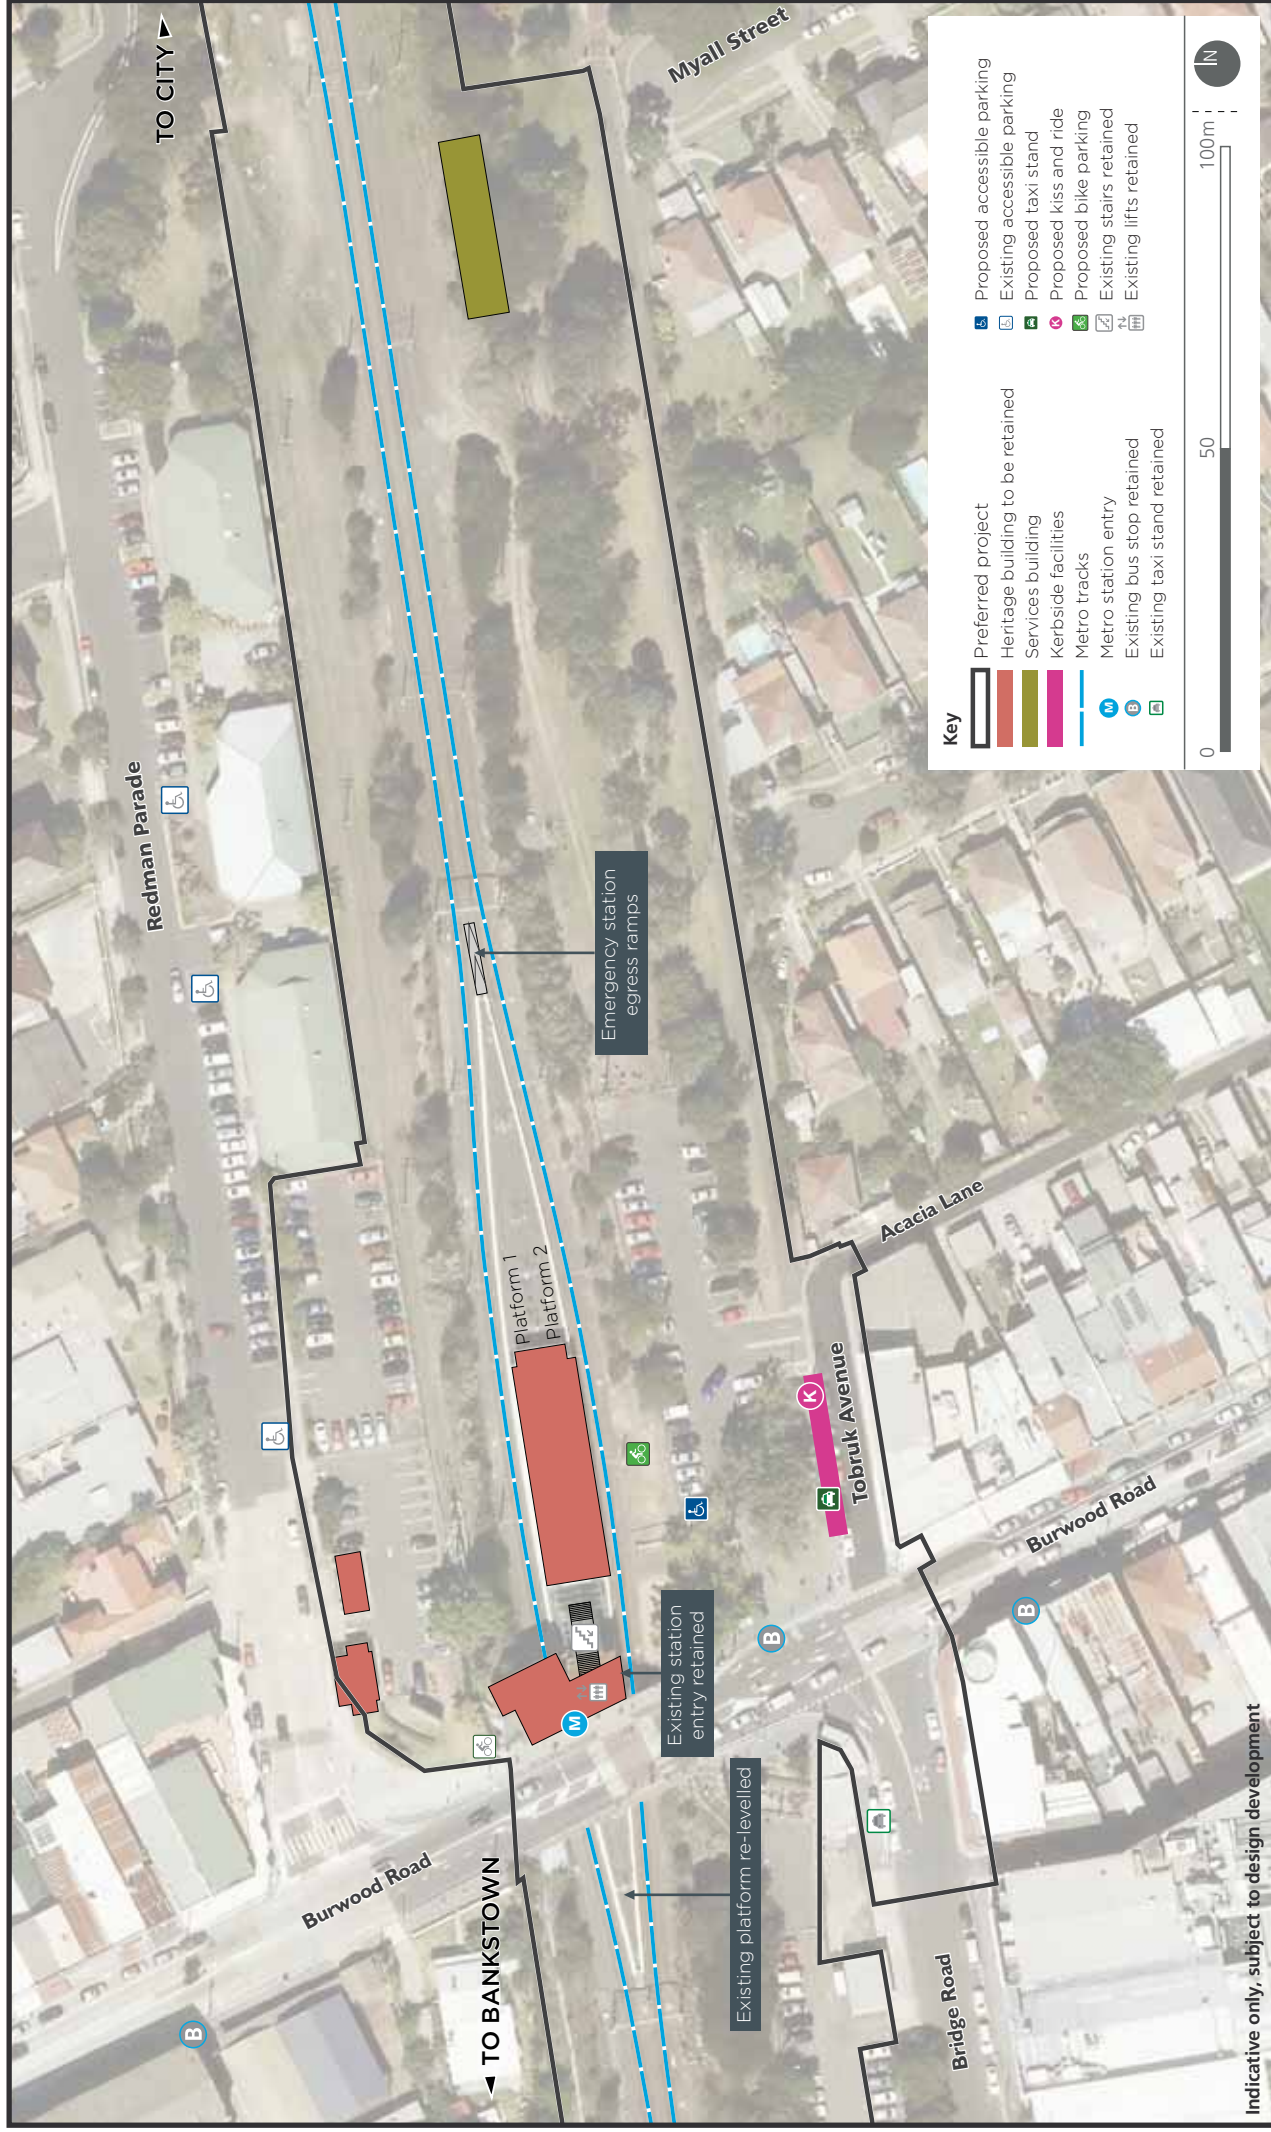 TO CITY ►
Myall Street
Redman Parade
Emergency station
egress ramps
Platform 1
Platform 2
Acacia Lane
K
Tobruk Avenue
Burwood Road
B
B
Existing station
entry retained
M
Existing platform re-levelled
Burwood Road
◄ TO BANKSTOWN
B
Bridge Road
Indicative only, subject to design development
Key
Preferred project
Heritage building to be retained
Services building
Kerbside facilities
Metro tracks
M Metro station entry
B Existing bus stop retained
Existing taxi stand retained
Proposed accessible parking
Existing accessible parking
Proposed taxi stand
K Proposed kiss and ride
Proposed bike parking
Existing stairs retained
Existing lifts retained
0 50 100m
N